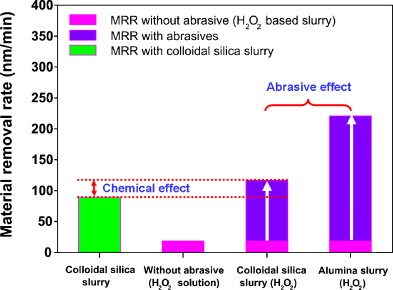 MRR without abrasive (H₂O₂ based slurry)
MRR with abrasives
MRR with colloidal silica slurry
Material removal rate (nm/min)
400
350
300
250
200
150
100
50
0
Abrasive effect
Chemical effect
Colloidal silica
slurry
Without abrasive
(H₂O₂ solution)
Colloidal silica
slurry (H₂O₂)
Alumina slurry
(H₂O₂)